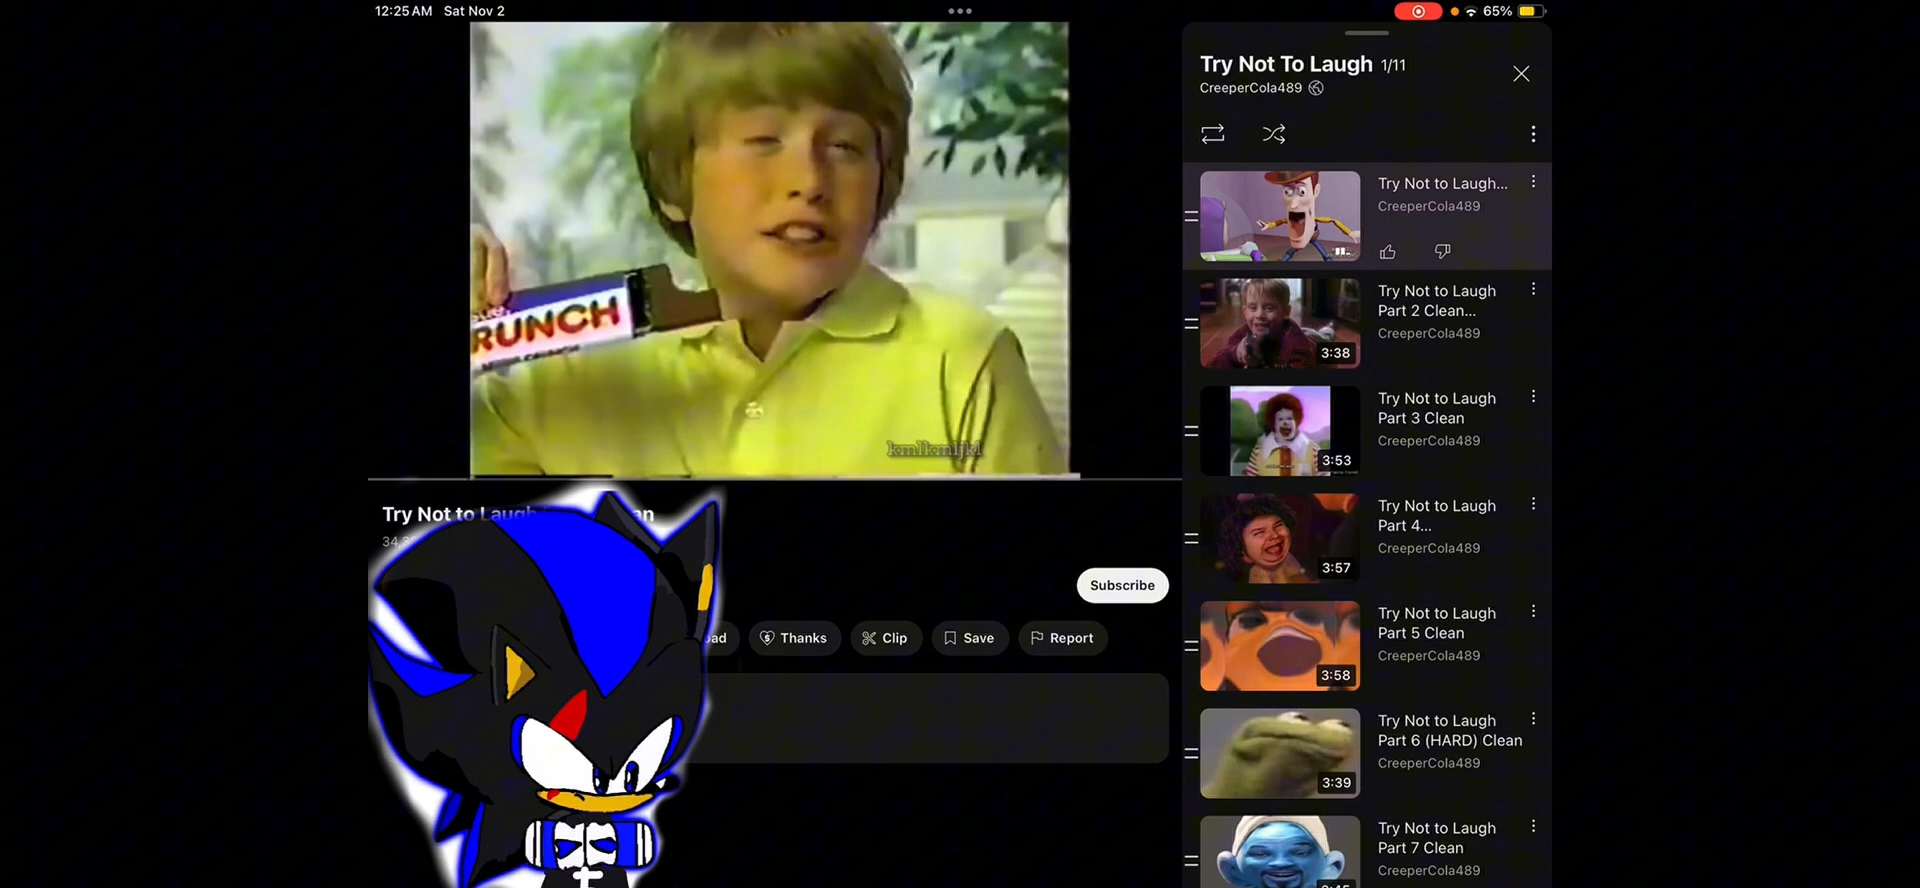 12:25 AM Sat Nov 2
65%
RUNCH
kmlkmljkl
Try Not To Laugh 1/11
CreeperCola489
Try Not to Laugh...
CreeperCola489
Try Not to Laugh
Part 2 Clean...
CreeperCola489
3:38
Try Not to Laugh
Part 3 Clean
CreeperCola489
3:53
Try Not to Laugh
Part 4...
CreeperCola489
3:57
Try Not to Laugh
Part 5 Clean
CreeperCola489
3:58
Try Not to Laugh
Part 6 (HARD) Clean
CreeperCola489
3:39
Try Not to Laugh
Part 7 Clean
CreeperCola489
Try Not to Laugh
Subscribe
Thanks
Clip
Save
Report